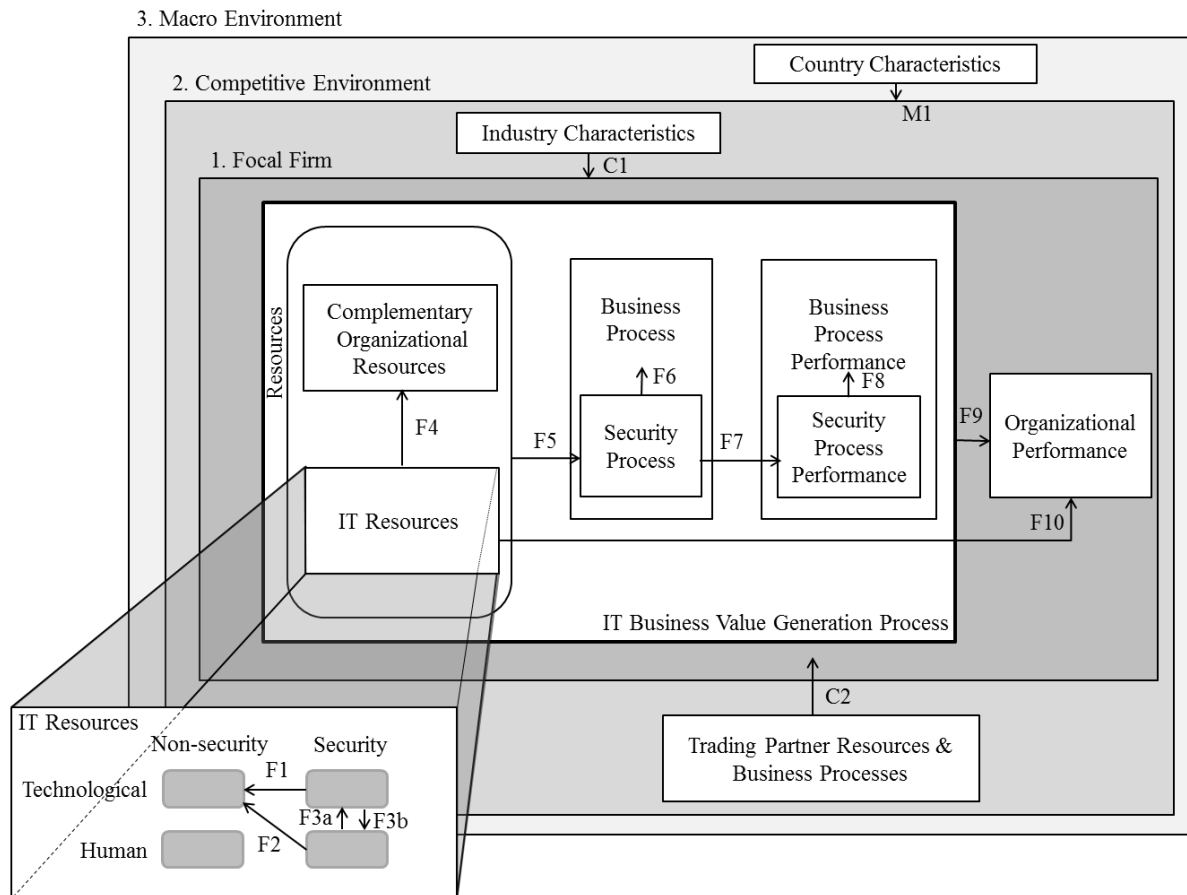 3. Macro Environment
Country Characteristics
M1
2. Competitive Environment
Industry Characteristics
C1
1. Focal Firm
Resources
Complementary
Organizational
Resources
F4
IT Resources
F5
Business
Process
F6
Security
Process
F7
Business
Process
Performance
F8
Security
Process
Performance
F9
Organizational
Performance
F10
IT Business Value Generation Process
C2
Trading Partner Resources &
Business Processes
IT Resources
Non-security
Security
Technological
F1
F3a
F3b
F2
Human